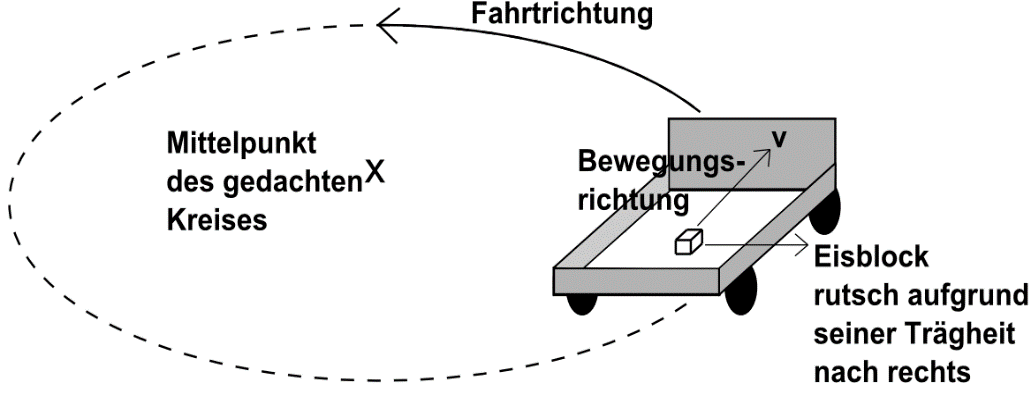 Fahrtrichtung
Mittelpunkt
des gedachten X
Kreises
Bewegungs-
richtung
v
Eisblock
rutsch aufgrund
seiner Trägheit
nach rechts